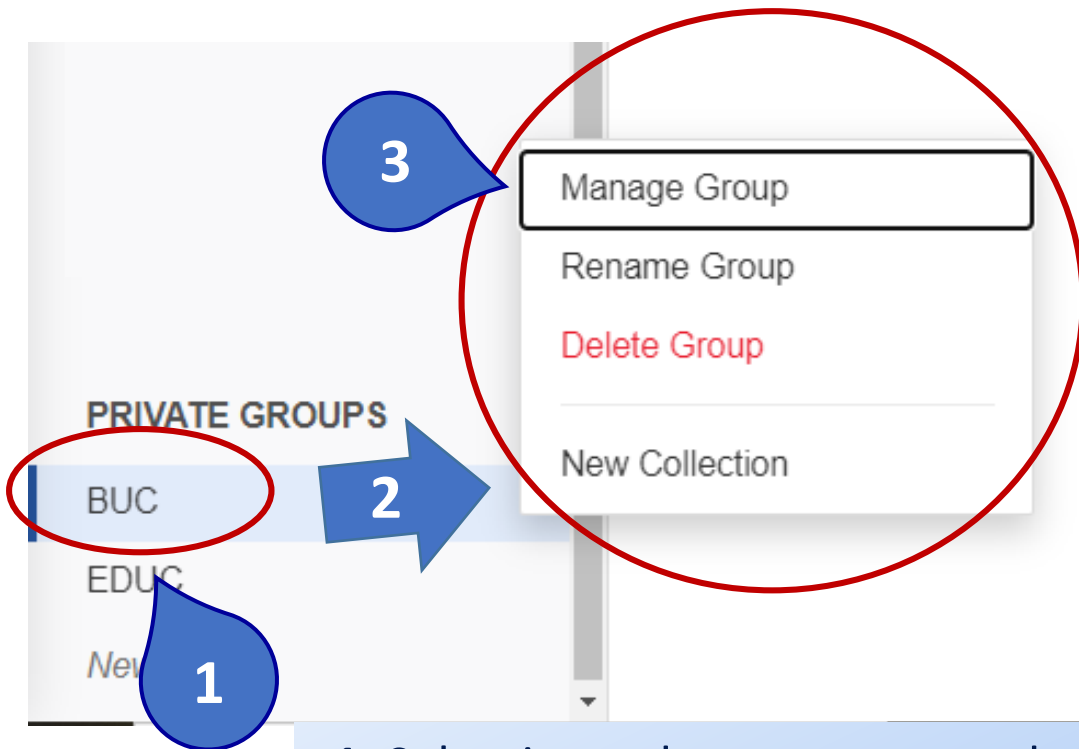 3
Manage Group
Rename Group
Delete Group
PRIVATE GROUPS
New Collection
BUC
2
EDUC
1